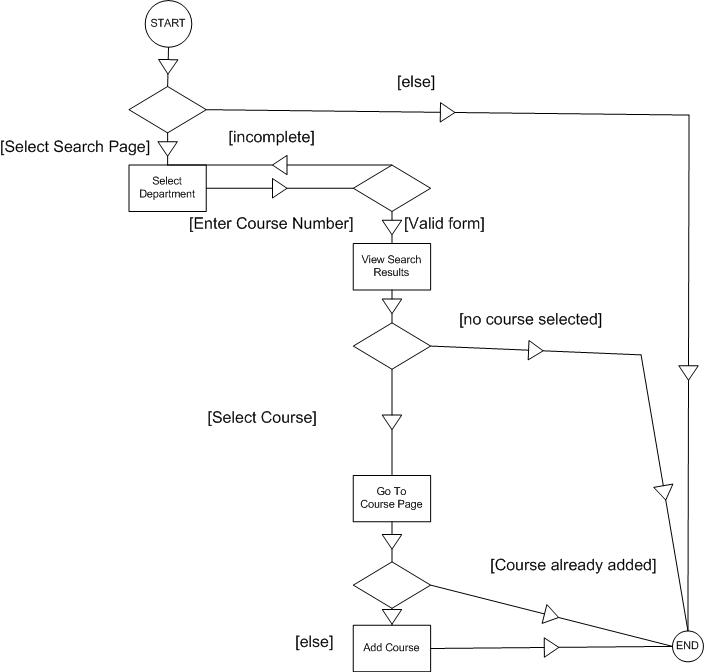 START
[else]
[Select Search Page]
[incomplete]
Select
Department
[Enter Course Number]
[Valid form]
View Search
Results
[no course selected]
[Select Course]
Go To
Course Page
[Course already added]
[else]
Add Course
END